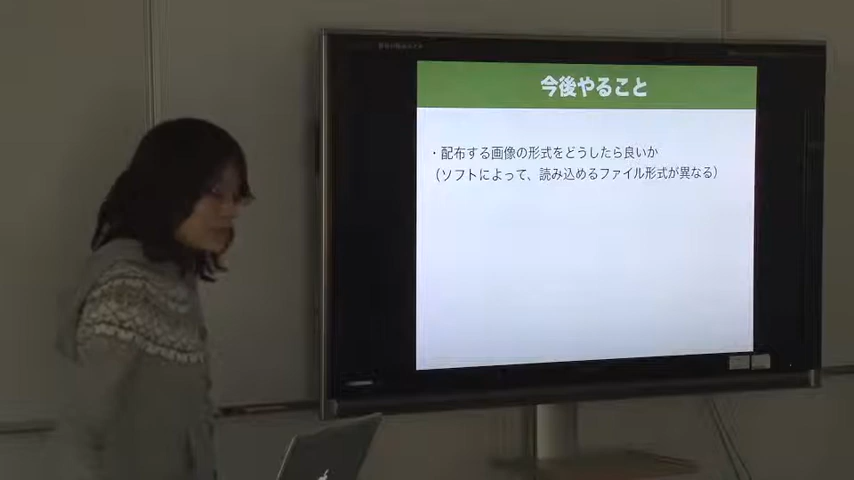 今後やること
・配布する画像の形式をどうしたら良いか
（ソフトによって、読み込めるファイル形式が異なる）